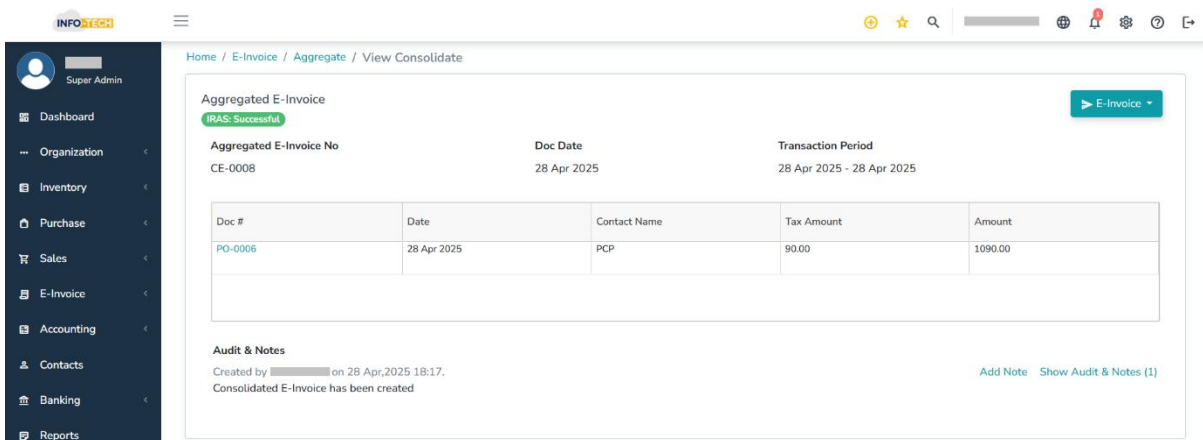 INFO-TECH
1
Super Admin
Dashboard
Organization
Inventory
Purchase
Sales
E-Invoice
Accounting
Contacts
Banking
Reports
Home / E-Invoice / Aggregate / View Consolidate
Aggregated E-Invoice
E-Invoice
IRAS: Successful
Aggregated E-Invoice No Doc Date Transaction Period
CE-0008 28 Apr 2025 28 Apr 2025 - 28 Apr 2025
Doc # Date Contact Name Tax Amount Amount
PO-0006 28 Apr 2025 PCP 90.00 1090.00
Audit & Notes
Created by on 28 Apr,2025 18:17.
Add Note Show Audit & Notes (1)
Consolidated E-Invoice has been created